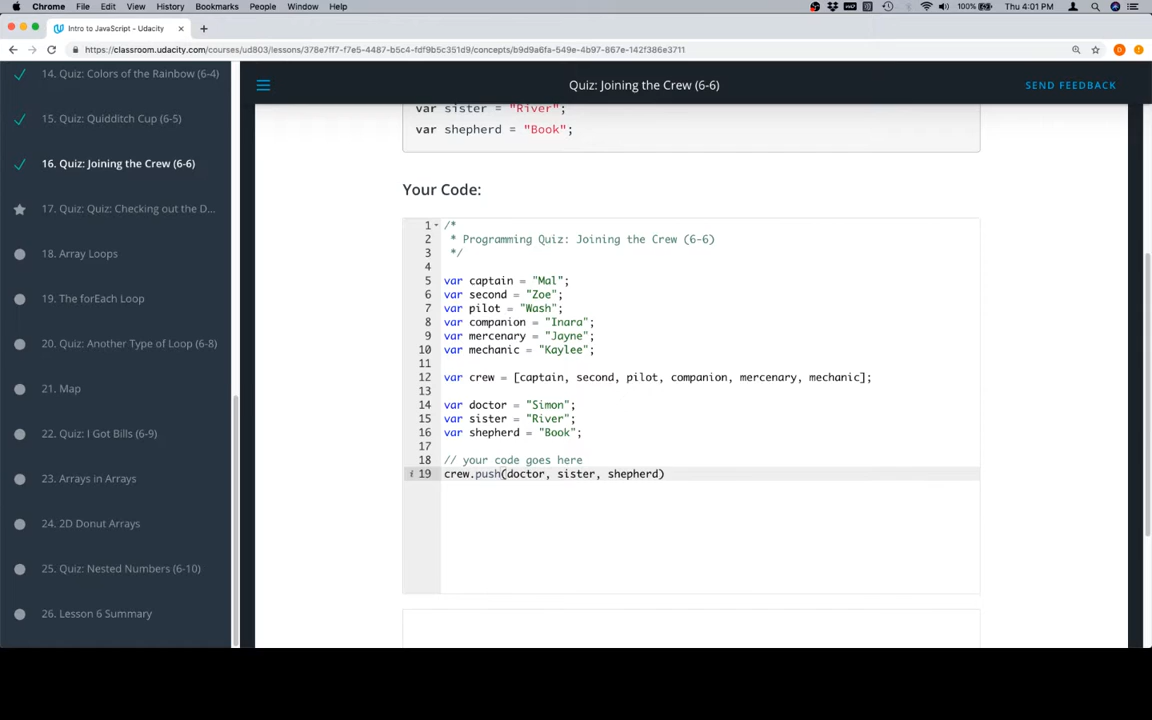 Chrome File Edit View History Bookmarks People Window Help 100% Thu 4:01 PM
Intro to JavaScript - Udacity
https://classroom.udacity.com/courses/ud803/lessons/378e7ff7-f7e5-4487-b5c4-fdf9b5c351d9/concepts/b9d9a6fa-549e-4b97-867e-142f386e3711
14. Quiz: Colors of the Rainbow (6-4)
15. Quiz: Quidditch Cup (6-5)
16. Quiz: Joining the Crew (6-6)
17. Quiz: Quiz: Checking out the D...
18. Array Loops
19. The forEach Loop
20. Quiz: Another Type of Loop (6-8)
21. Map
22. Quiz: I Got Bills (6-9)
23. Arrays in Arrays
24. 2D Donut Arrays
25. Quiz: Nested Numbers (6-10)
26. Lesson 6 Summary
Quiz: Joining the Crew (6-6)
SEND FEEDBACK
var sister = "River";
var shepherd = "Book";
Your Code:
1 /*
2 * Programming Quiz: Joining the Crew (6-6)
3 */
4
5 var captain = "Mal";
6 var second = "Zoe";
7 var pilot = "Wash";
8 var companion = "Inara";
9 var mercenary = "Jayne";
10 var mechanic = "Kaylee";
11
12 var crew = [captain, second, pilot, companion, mercenary, mechanic];
13
14 var doctor = "Simon";
15 var sister = "River";
16 var shepherd = "Book";
17
18 // your code goes here
i 19 crew.push(doctor, sister, shepherd)